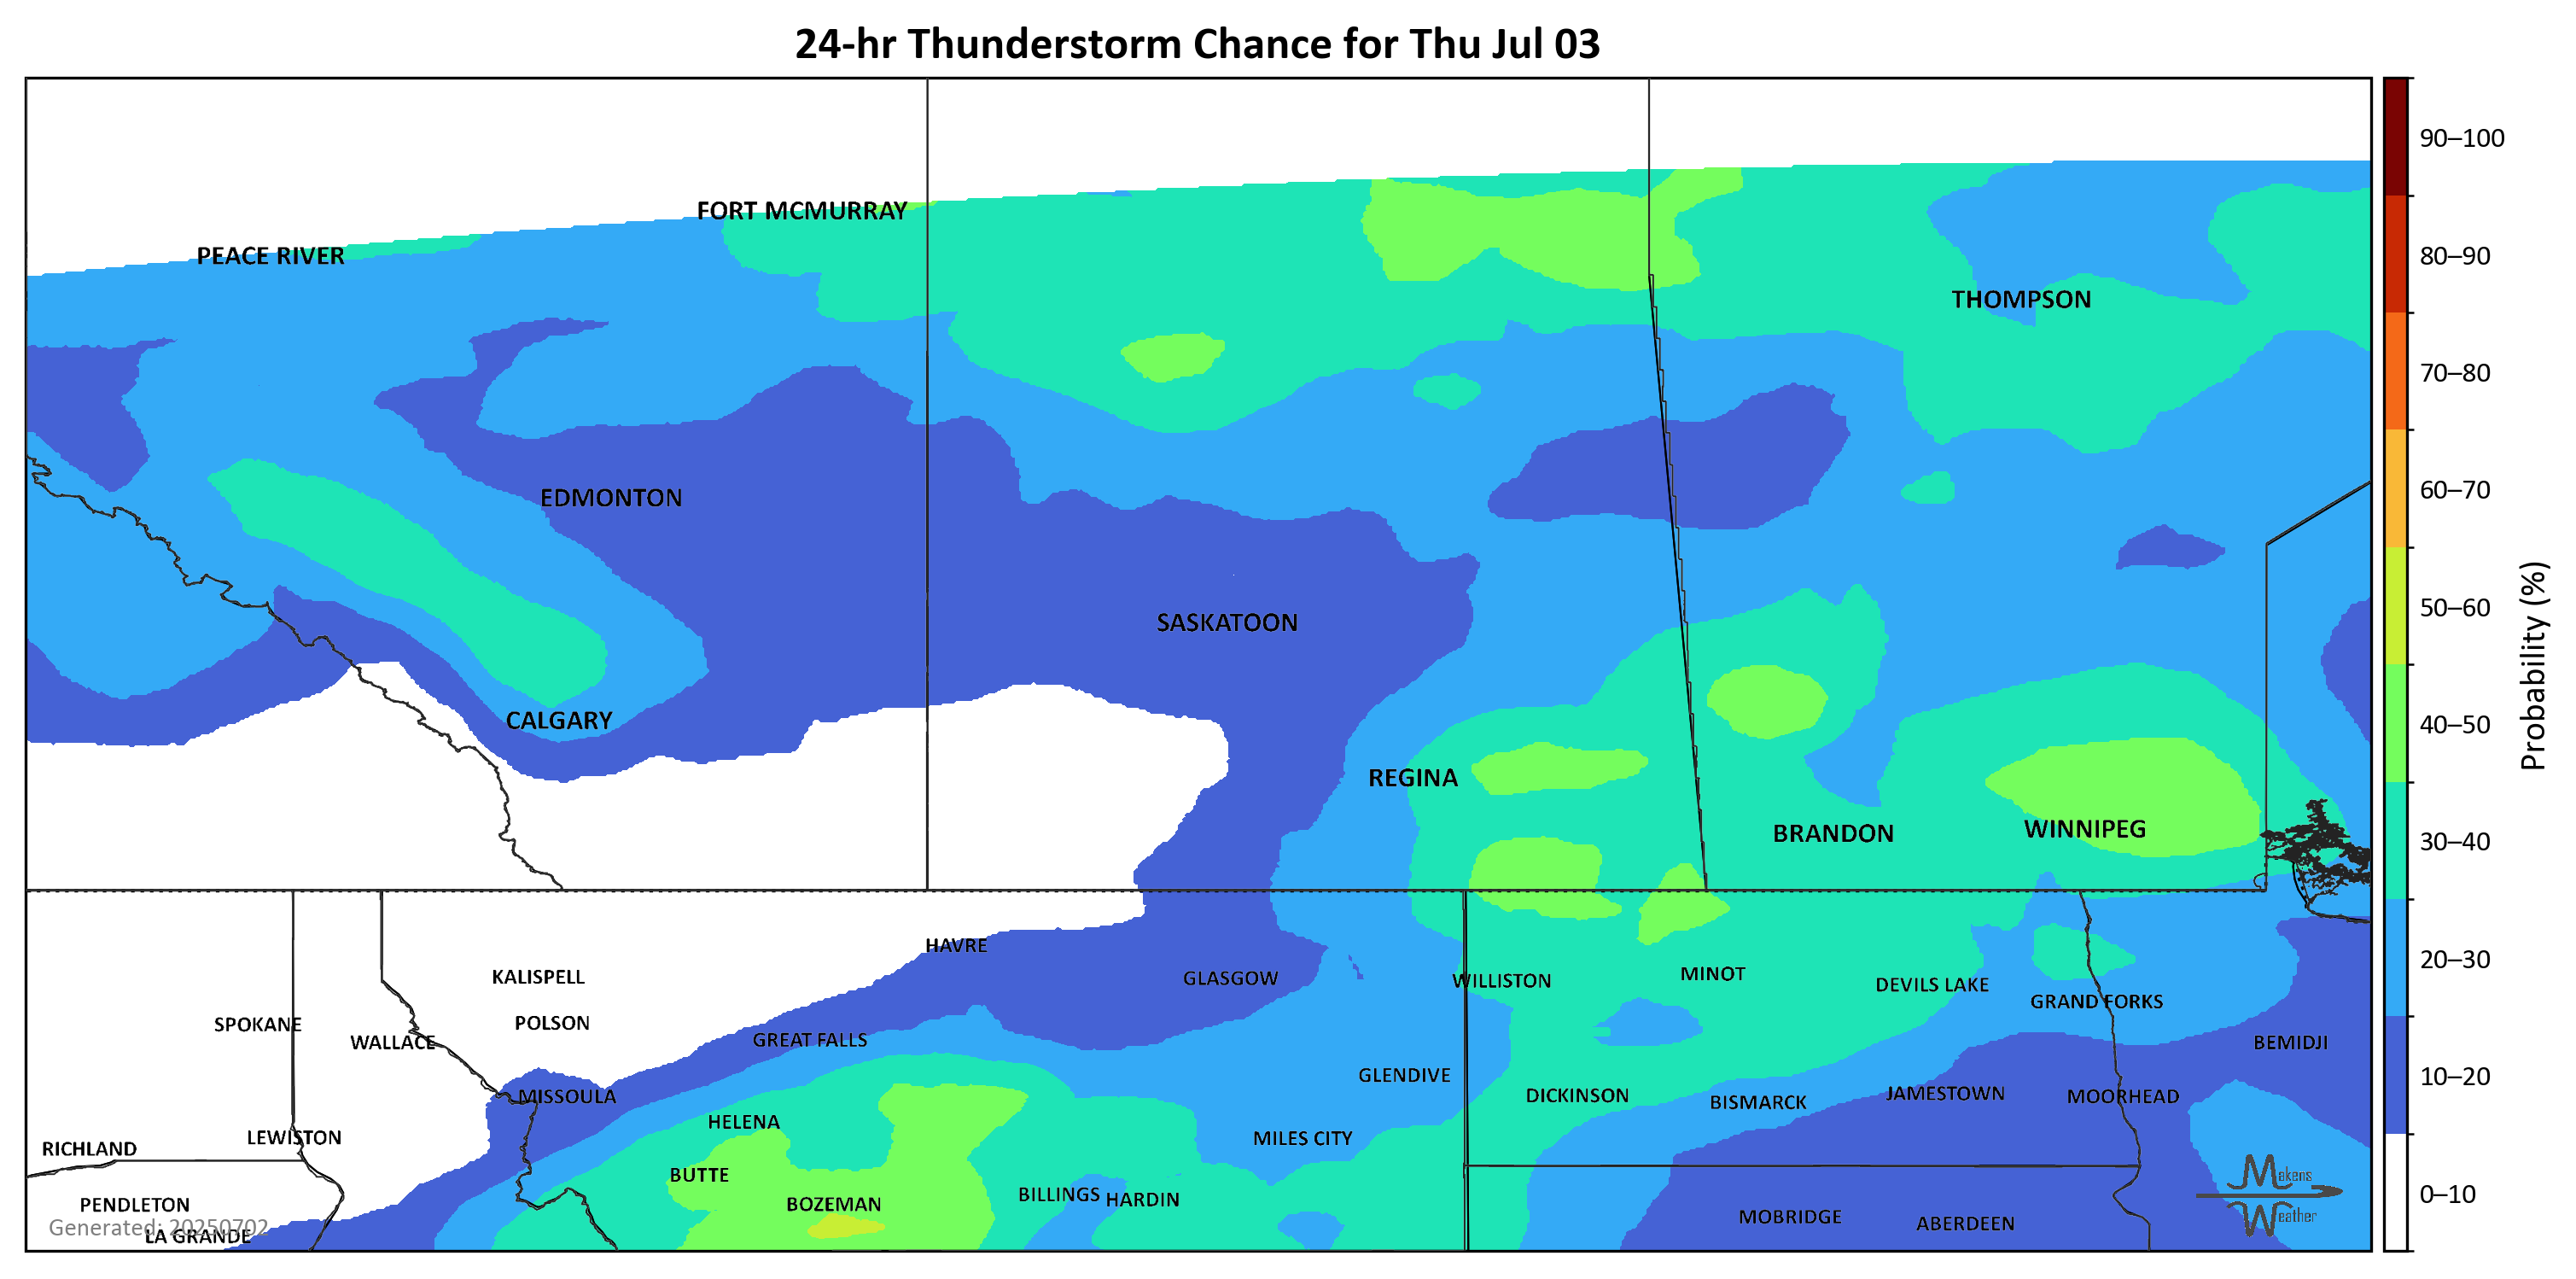 24-hr Thunderstorm Chance for Thu Jul 03
90–100
FORT MCMURRAY
PEACE RIVER
80–90
THOMPSON
70–80
60–70
EDMONTON
50–60
SASKATOON
Probability (%)
CALGARY
40–50
REGINA
BRANDON
WINNIPEG
30–40
HAVRE
20–30
KALISPELL
GLASGOW
WILLISTON
MINOT
DEVILS LAKE
GRAND FORKS
SPOKANE
POLSON
WALLACE
GREAT FALLS
BEMIDJI
GLENDIVE
10–20
MISSOULA
DICKINSON
BISMARCK
JAMESTOWN
MOORHEAD
HELENA
LEWISTON
MILES CITY
RICHLAND
BUTTE
Makens
Weather
BILLINGS
HARDIN
0–10
PENDLETON
BOZEMAN
MOBRIDGE
ABERDEEN
Generated: 20250702
LA GRANDE